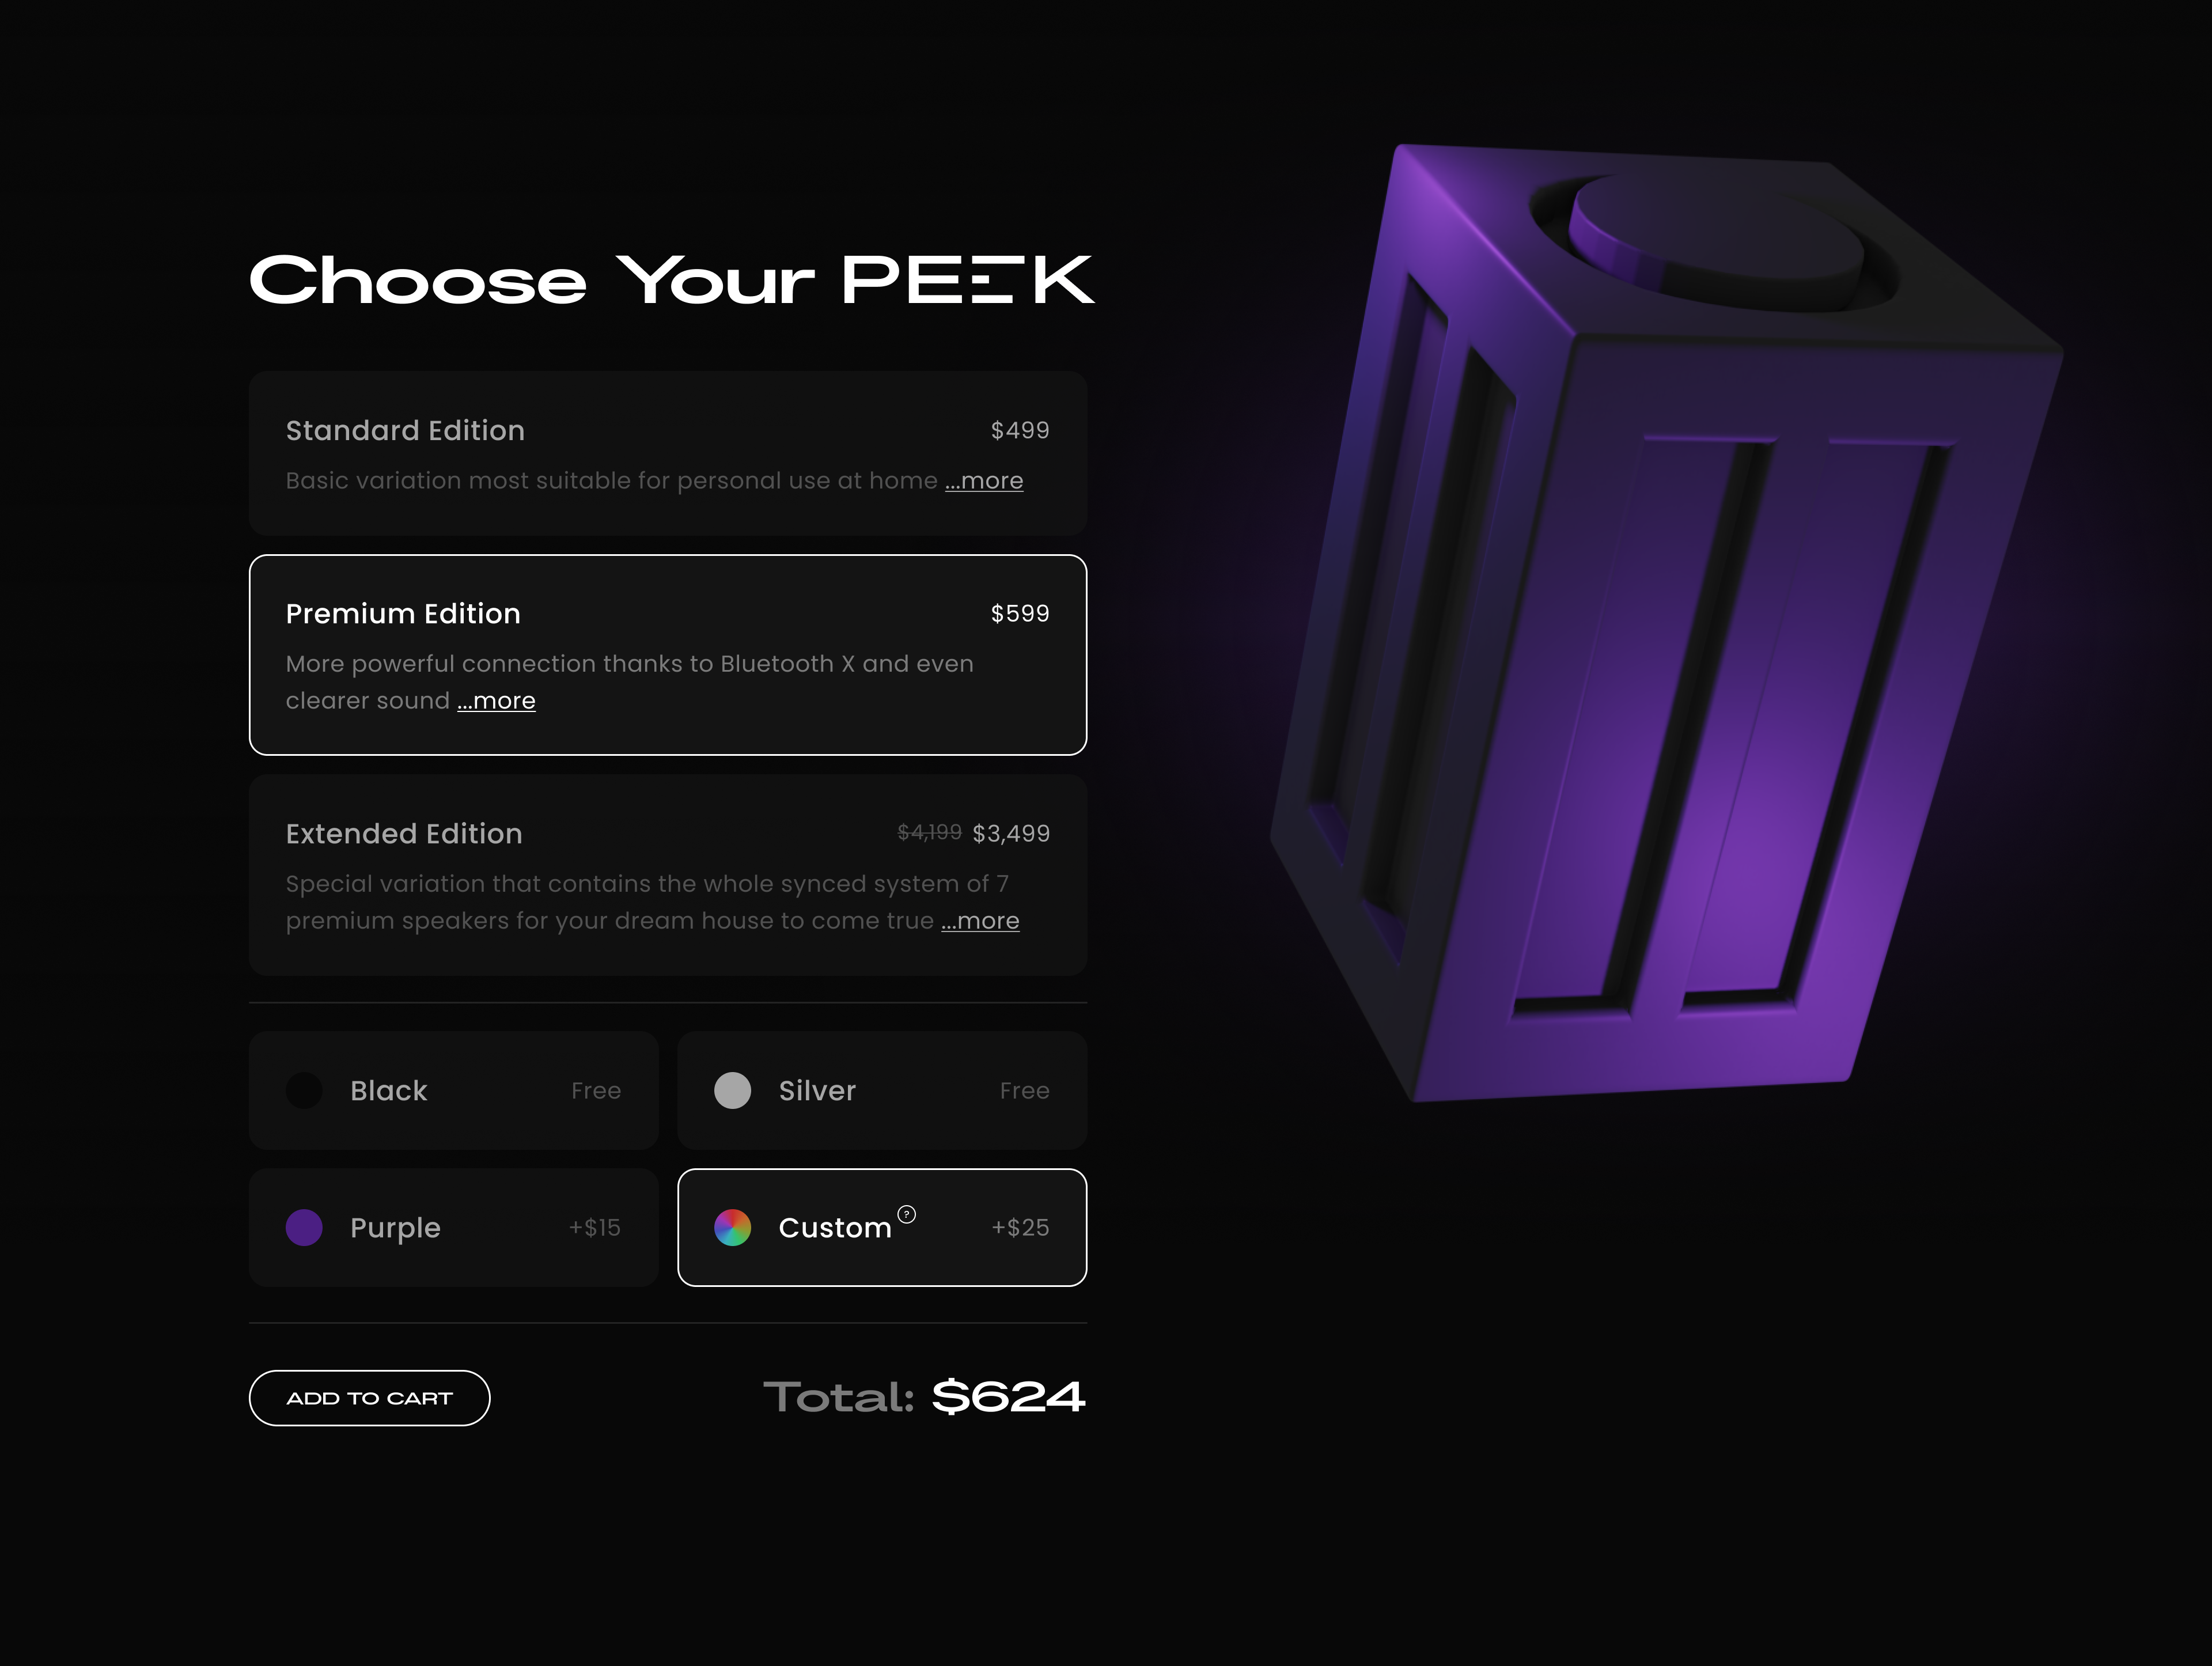 Choose Your PEEK
Standard Edition $499
Basic variation most suitable for personal use at home ...more
Premium Edition $599
More powerful connection thanks to Bluetooth X and even
clearer sound ...more
Extended Edition $4,199 $3,499
Special variation that contains the whole synced system of 7
premium speakers for your dream house to come true ...more
Black Free
Silver Free
Purple +$15
Custom ? +$25
ADD TO CART
Total: $624